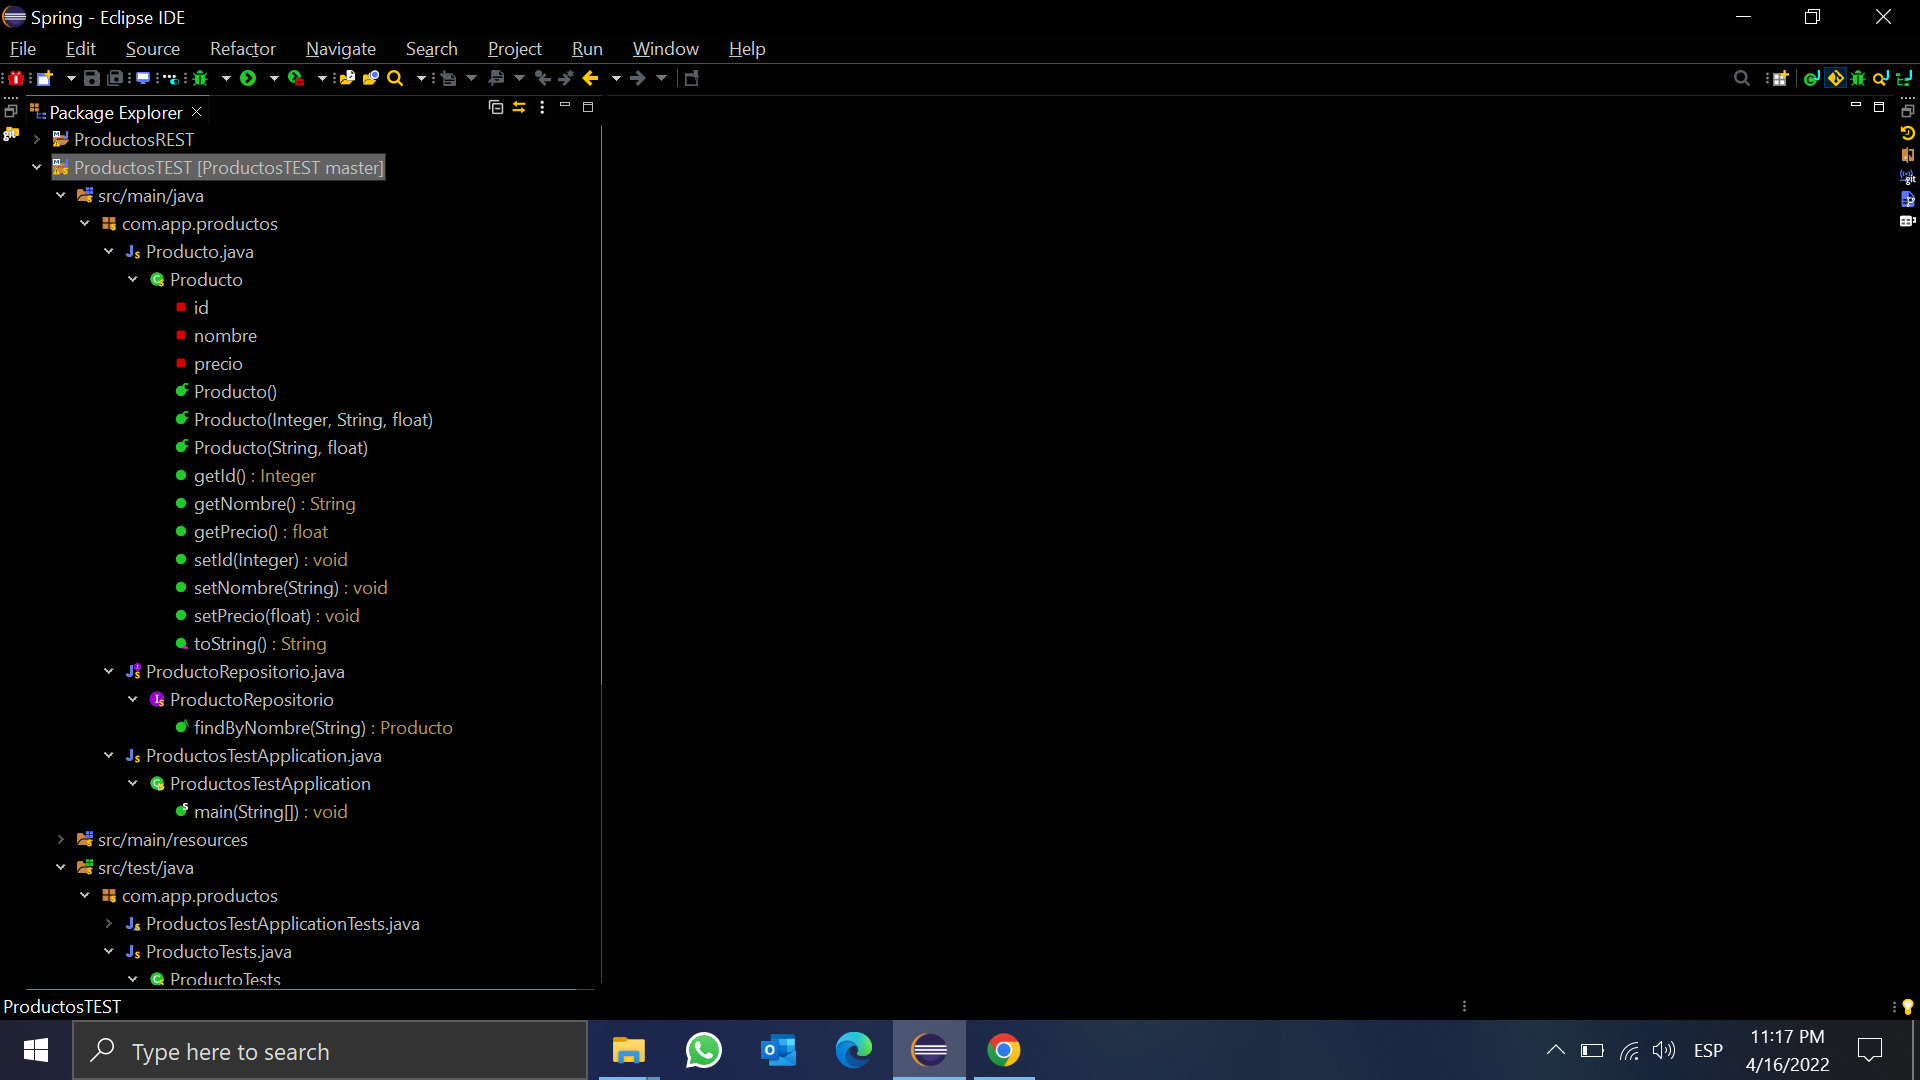 Spring - Eclipse IDE
File Edit Source Refactor Navigate Search Project Run Window Help
Package Explorer
ProductosREST
ProductosTEST [ProductosTEST master]
src/main/java
com.app.productos
Producto.java
Producto
id
nombre
precio
Producto()
Producto(Integer, String, float)
Producto(String, float)
getId() : Integer
getNombre() : String
getPrecio() : float
setId(Integer) : void
setNombre(String) : void
setPrecio(float) : void
toString() : String
ProductoRepositorio.java
ProductoRepositorio
findByNombre(String) : Producto
ProductosTestApplication.java
ProductosTestApplication
main(String[]) : void
src/main/resources
src/test/java
com.app.productos
ProductosTestApplicationTests.java
ProductoTests.java
ProductoTests
ProductosTEST
Type here to search
ESP
11:17 PM
4/16/2022